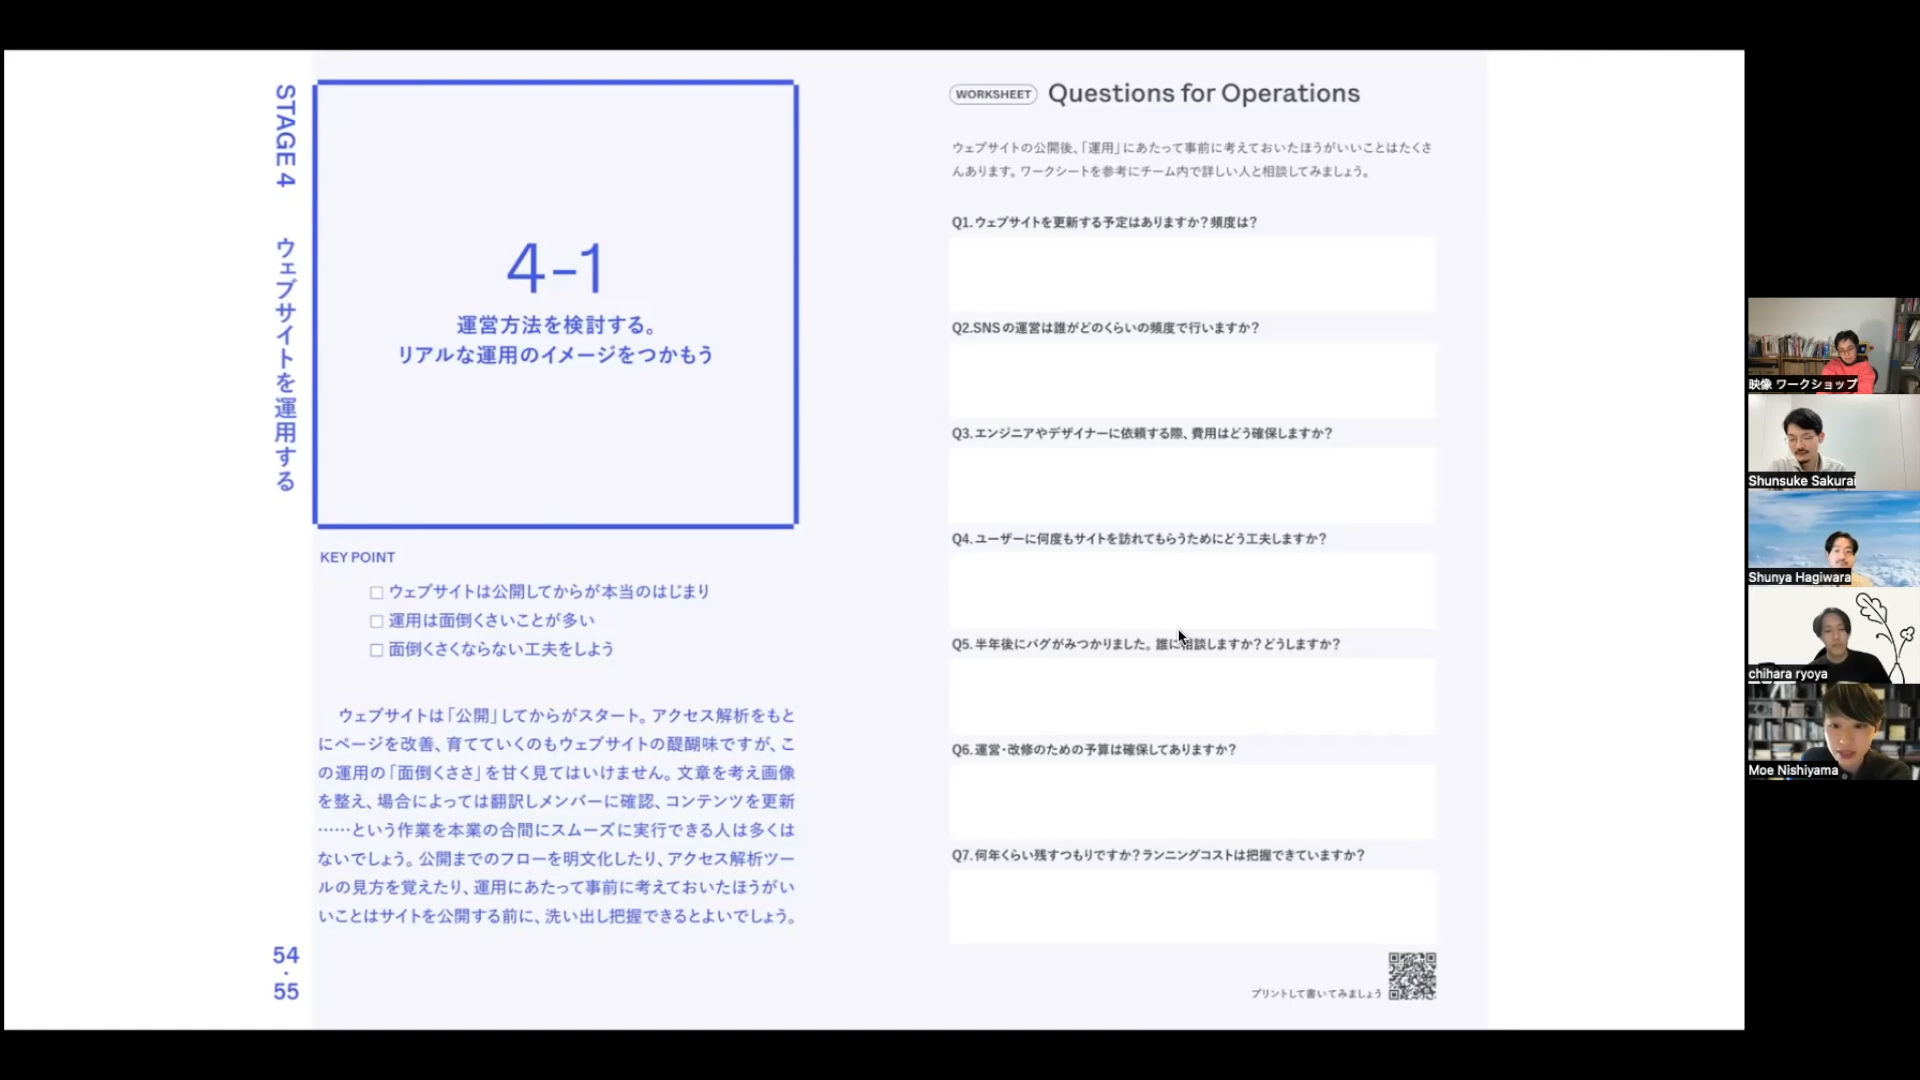 STAGE 4 ウェブサイトを運用する
4-1
運営方法を検討する。
リアルな運用のイメージをつかもう
KEY POINT
□ ウェブサイトは公開してからが本当のはじまり
□ 運用は面倒くさいことが多い
□ 面倒くさくならない工夫をしよう
ウェブサイトは「公開」してからがスタート。アクセス解析をもと
にページを改善、育てていくのもウェブサイトの醍醐味ですが、こ
の運用の「面倒くささ」を甘く見てはいけません。文章を考え画像
を整え、場合によっては翻訳しメンバーに確認、コンテンツを更新
……という作業を本業の合間にスムーズに実行できる人は多くは
ないでしょう。公開までのフローを明文化したり、アクセス解析ツー
ルの見方を覚えたり、運用にあたって事前に考えておいたほうがい
いことはサイトを公開する前に、洗い出し把握できるとよいでしょう。
54
・
55
WORKSHEET Questions for Operations
ウェブサイトの公開後、「運用」にあたって事前に考えておいたほうがいいことはたくさ
んあります。ワークシートを参考にチーム内で詳しい人と相談してみましょう。
Q1.ウェブサイトを更新する予定はありますか?頻度は?
Q2.SNSの運営は誰がどのくらいの頻度で行いますか?
Q3.エンジニアやデザイナーに依頼する際、費用はどう確保しますか?
Q4.ユーザーに何度もサイトを訪れてもらうためにどう工夫しますか?
Q5.半年後にバグがみつかりました。誰に相談しますか?どうしますか?
Q6.運営・改修のための予算は確保してありますか?
Q7.何年くらい残すつもりですか?ランニングコストは把握できていますか?
プリントして書いてみましょう
映像 ワークショップ
Shunsuke Sakurai
Shunya Hagiwara
chihara ryoya
Moe Nishiyama